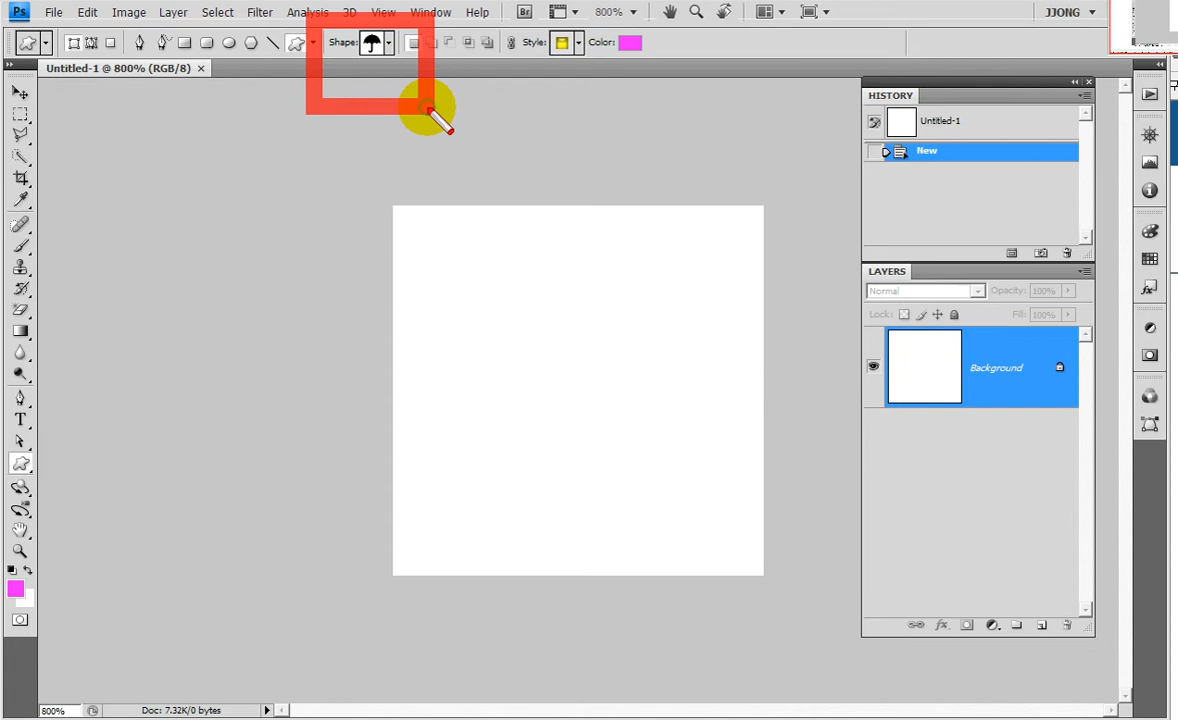 Ps File Edit Image Layer Select Filter Analysis 3D View Window Help Br 800% JJONG
Shape: Style: Color:
Untitled-1 @ 800% (RGB/8) ×
HISTORY
Untitled-1
New
LAYERS
Normal Opacity: 100%
Lock: Fill: 100%
Background
fx
T
fx.
800% Doc: 7.32K/0 bytes